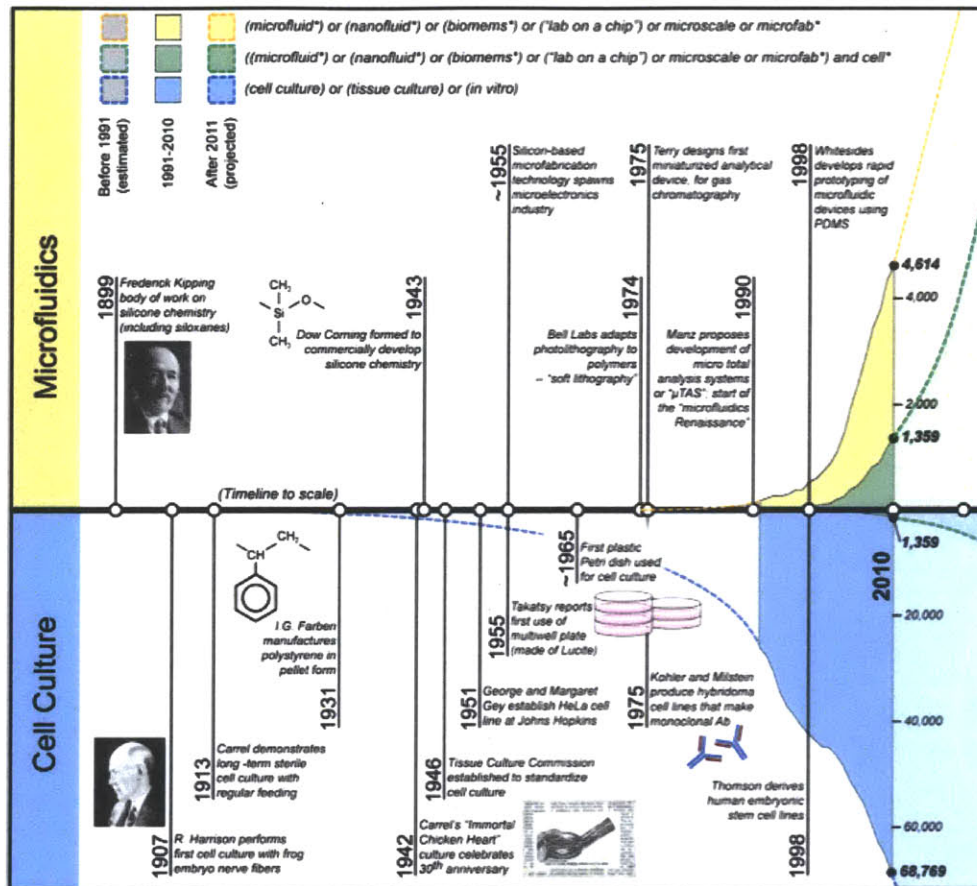 (microfluid*) or (nanofluid*) or (biomems*) or ("lab on a chip") or microscale or microfab*
((microfluid*) or (nanofluid*) or (biomems*) or ("lab on a chip") or microscale or microfab*) and cell*
(cell culture) or (tissue culture) or (in vitro)
Before 1991
(estimated)
1991-2010
After 2011
(projected)
Microfluidics
1899
Frederick Kipping
body of work on
silicone chemistry
(including siloxanes)
CH₃
Si
O
CH₃
1943
Dow Corning formed to
commercially develop
silicone chemistry
~1955
Silicon-based
microfabrication
technology spawns
microelectronics
industry
1974
Bell Labs adapts
photolithography to
polymers
– "soft lithography"
1975
Terry designs first
miniaturized analytical
device, for gas
chromatography
1990
Manz proposes
development of
micro total
analysis systems
or "µTAS"; start of
the "microfluidics
Renaissance"
1998
Whitesides
develops rapid
prototyping of
microfluidic
devices using
PDMS
4,614
4,000
2,000
1,359
(Timeline to scale)
Cell Culture
1907
R. Harrison performs
first cell culture with frog
embryo nerve fibers
1913
Carrel demonstrates
long -term sterile
cell culture with
regular feeding
CH₃
CH
1931
I.G. Farben
manufactures
polystyrene in
pellet form
1942
Carrel's "Immortal
Chicken Heart"
culture celebrates
30th anniversary
1946
Tissue Culture Commission
established to standardize
cell culture
1951
George and Margaret
Gey establish HeLa cell
line at Johns Hopkins
1955
Takatsy reports
first use of
multiwell plate
(made of Lucite)
~1965
First plastic
Petri dish used
for cell culture
1975
Kohler and Milstein
produce hybridoma
cell lines that make
monoclonal Ab
1998
Thomson derives
human embryonic
stem cell lines
2010
1,359
20,000
40,000
60,000
68,769